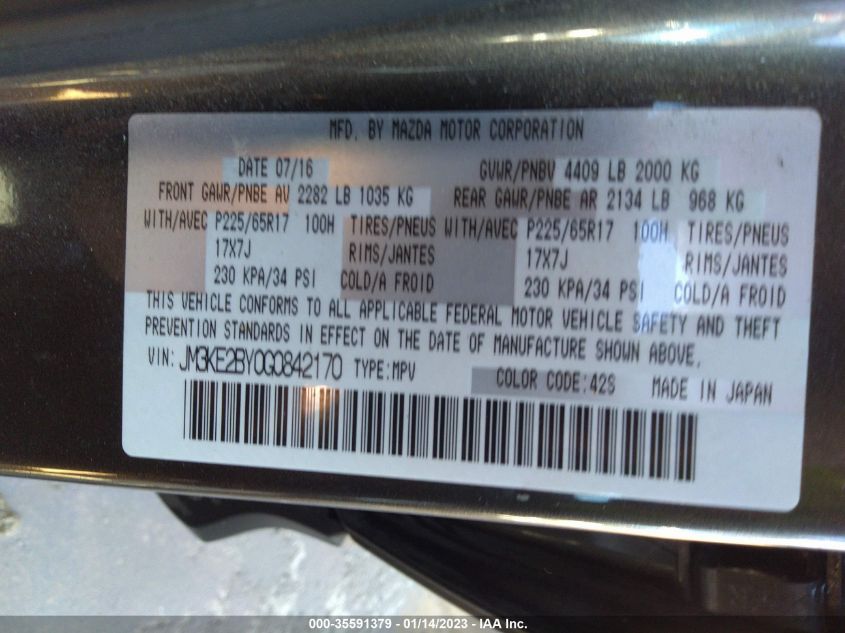 MFD. BY MAZDA MOTOR CORPORATION
DATE 07/16 GVWR/PNBV 4409 LB 2000 KG
FRONT GAWR/PNBE AV 2282 LB 1035 KG REAR GAWR/PNBE AR 2134 LB 968 KG
WITH/AVEC P225/65R17 100H TIRES/PNEUS WITH/AVEC P225/65R17 100H TIRES/PNEUS
17X7J RIMS/JANTES 17X7J RIMS/JANTES
230 KPA/34 PSI COLD/A FROID 230 KPA/34 PSI COLD/A FROID
THIS VEHICLE CONFORMS TO ALL APPLICABLE FEDERAL MOTOR VEHICLE SAFETY AND THEFT
PREVENTION STANDARDS IN EFFECT ON THE DATE OF MANUFACTURE SHOWN ABOVE.
VIN: JM3KE2BY0G0842170 TYPE:MPV COLOR CODE:42S MADE IN JAPAN
000-35591379 - 01/14/2023 - IAA Inc.